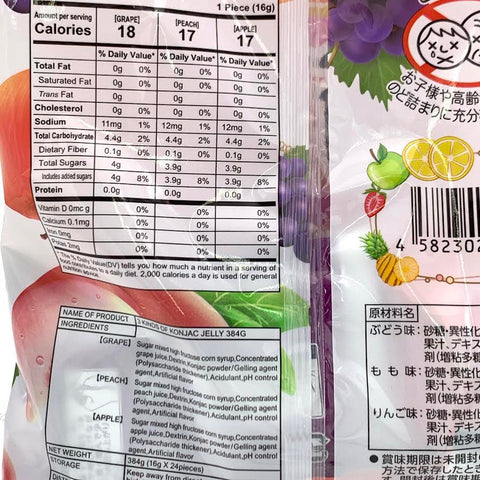 1 Piece (16g)
Amount per serving [GRAPE] [PEACH] [APPLE]
Calories 18 17 17
% Daily Value* % Daily Value* % Daily Value*
Total Fat 0g 0% 0g 0% 0g 0%
Saturated Fat 0g 0% 0g 0% 0g 0%
Trans Fat 0g 0g 0g
Cholesterol 0g 0% 0g 0% 0g 0%
Sodium 11mg 1% 12mg 1% 12mg 1%
Total Carbohydrate 4.4g 2% 4.4g 2% 4.4g 2%
Dietary Fiber 0g 0% 0.1g 0% 0.1g 0%
Total Sugars 4g 3.9g 3.9g
Includes added sugars 4g 8% 3.9g 8% 3.9g 8%
Protein 0.0g 0.0g 0.0g
Vitamin D 0mc g 0% 0% 0%
Calcium 0.1mg 0% 0% 0%
Iron 0mg 0% 0% 0%
Potas 2mg 0% 0% 0%
*The % Daily Value(DV) tells you how much a nutrient in a serving of
food contributes to a daily diet. 2,000 calories a day is used for general
nutrition advice.
NAME OF PRODUCT 3 KINDS OF KONJAC JELLY 384G
INGREDIENTS
[GRAPE] Sugar mixed high fructose corn syrup,Concentrated
grape juice,Dextrin,Konjac powder/Gelling agent
(Polysaccharide thickener),Acidulant,pH control
agent,Artificial flavor
[PEACH] Sugar mixed high fructose corn syrup,Concentrated
peach juice,Dextrin,Konjac powder/Gelling agent
(Polysaccharide thickener),Acidulant,pH control
agent,Artificial flavor
[APPLE] Sugar mixed high fructose corn syrup,Concentrated
apple juice,Dextrin,Konjac powder/Gelling agent
(Polysaccharide thickener),Acidulant,pH control
agent,Artificial flavor
NET WEIGHT 384g (16g X 24pieces)
STORAGE
お子様や高齢
のど詰まりに充分
4 582302
原材料名
ぶどう味:砂糖・異性化
果汁、デキス
剤(増粘多糖
もも味:砂糖・異性化
果汁、デキス
剤(増粘多糖
りんご味:砂糖・異性化
果汁、デキス
剤(増粘多糖
●賞味期限は未開封の
方法で保存したとき
す。開封後は賞味期